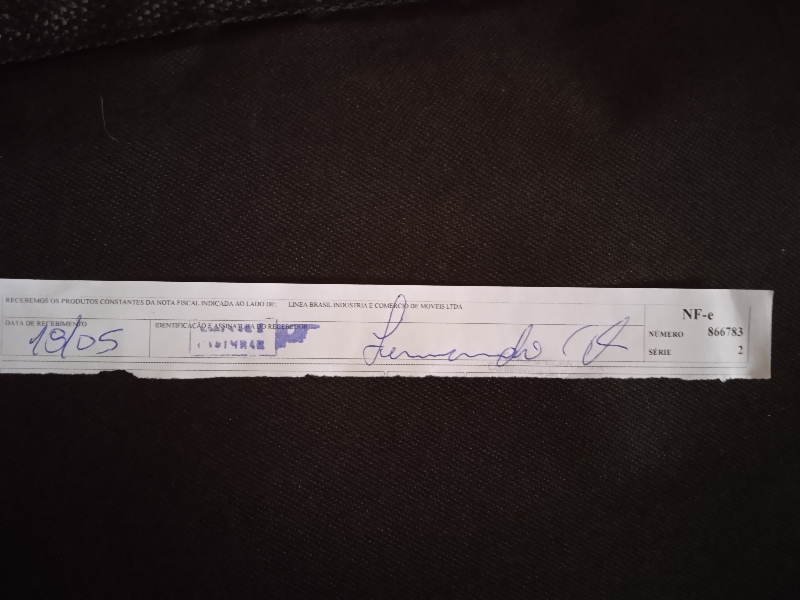 RECEBEMOS OS PRODUTOS CONSTANTES DA NOTA FISCAL INDICADA AO LADO DE: LINEA BRASIL INDUSTRIA E COMERCIO DE MOVEIS LTDA
NF-e
NÚMERO 866783
SÉRIE 2
DATA DE RECEBIMENTO
IDENTIFICAÇÃO E ASSINATURA DO RECEBEDOR
19/05
Fernando